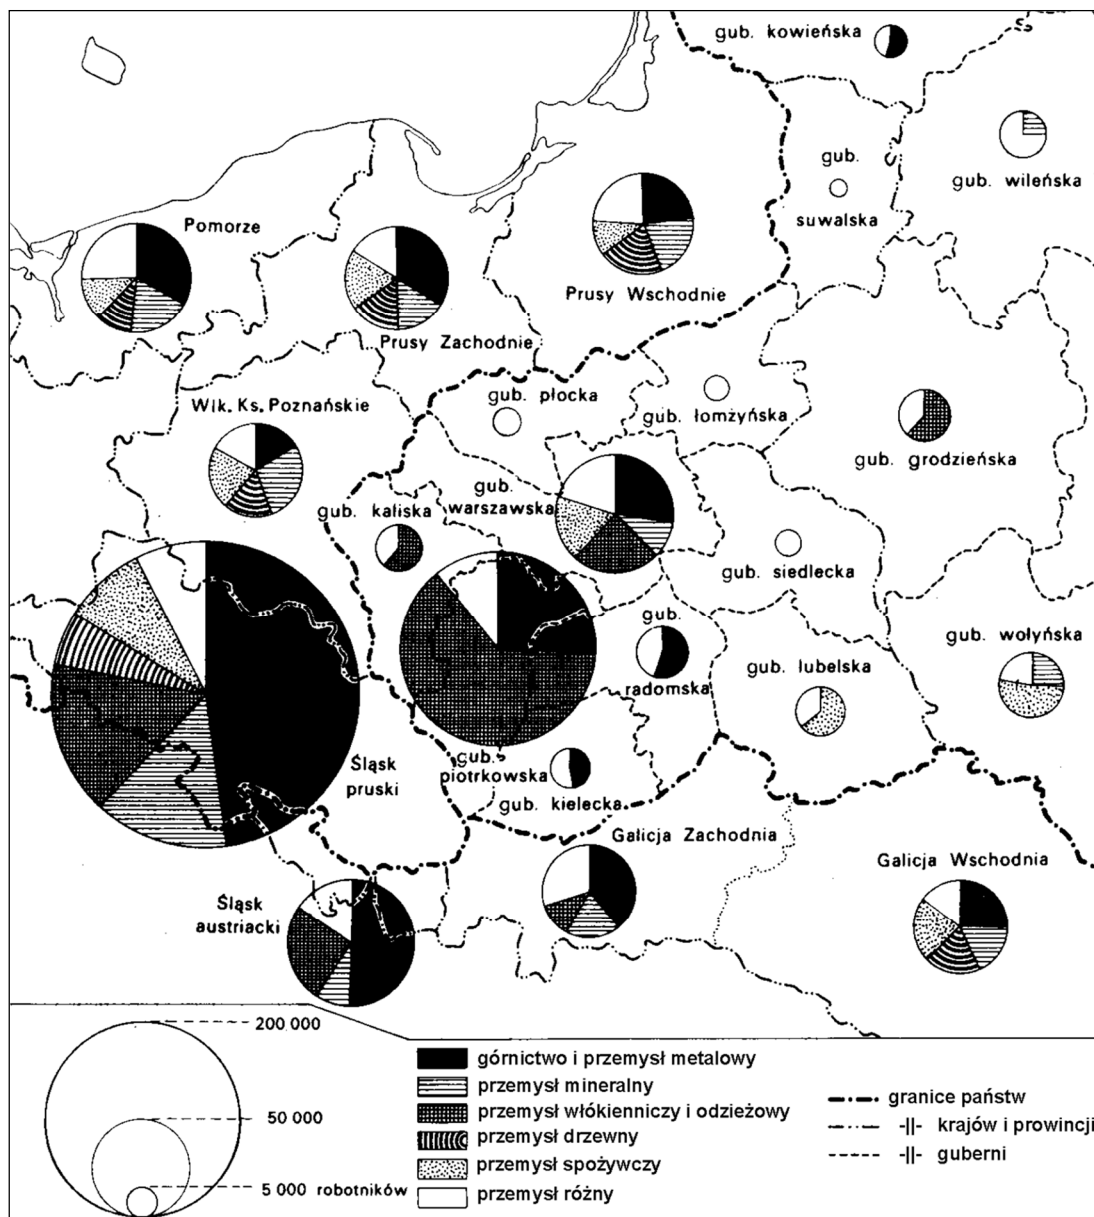 gub. kowieńska
gub.
suwalska
gub. wileńska
Pomorze
Prusy Zachodnie
Prusy Wschodnie
Wlk. Ks. Poznańskie
gub. płocka
gub. łomżyńska
gub. grodzieńska
gub. kaliska
gub.
warszawska
gub. siedlecka
gub.
radomska
gub. lubelska
gub. wołyńska
Śląsk
pruski
gub.
piotrkowska
gub. kielecka
Galicja Zachodnia
Galicja Wschodnia
Śląsk
austriacki
200 000
50 000
5 000 robotników
górnictwo i przemysł metalowy
przemysł mineralny
przemysł włókienniczy i odzieżowy
przemysł drzewny
przemysł spożywczy
przemysł różny
granice państw
-||- krajów i prowincji
-||- guberni